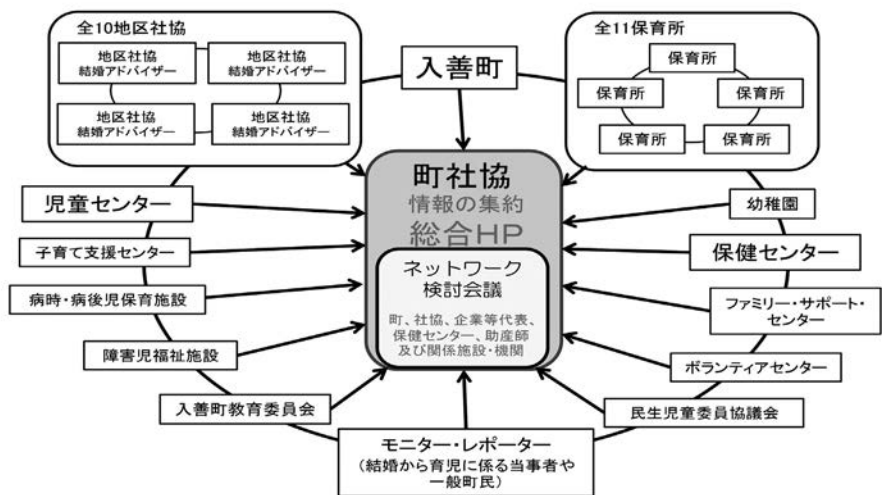 全10地区社協
地区社協
結婚アドバイザー
地区社協
結婚アドバイザー
地区社協
結婚アドバイザー
地区社協
結婚アドバイザー
入善町
全11保育所
保育所
保育所
保育所
保育所
保育所
町社協
情報の集約
総合HP
ネットワーク
検討会議
町、社協、企業等代表、
保健センター、助産師
及び関係施設・機関
児童センター
子育て支援センター
病時・病後児保育施設
障害児福祉施設
入善町教育委員会
幼稚園
保健センター
ファミリー・サポート・
センター
ボランティアセンター
民生児童委員協議会
モニター・レポーター
（結婚から育児に係る当事者や
一般町民）